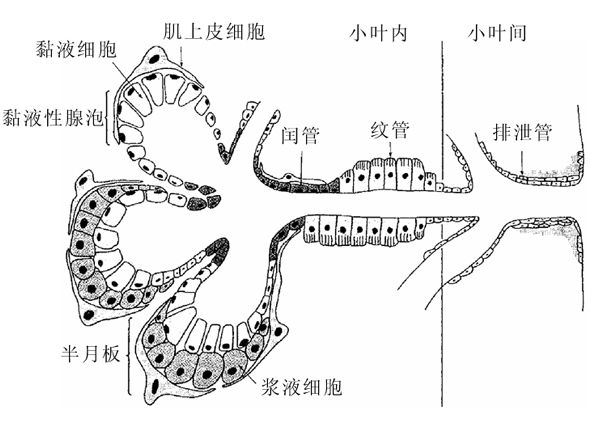 肌上皮细胞
小叶内
小叶间
黏液细胞
黏液性腺泡
闰管
纹管
排泄管
半月板
浆液细胞